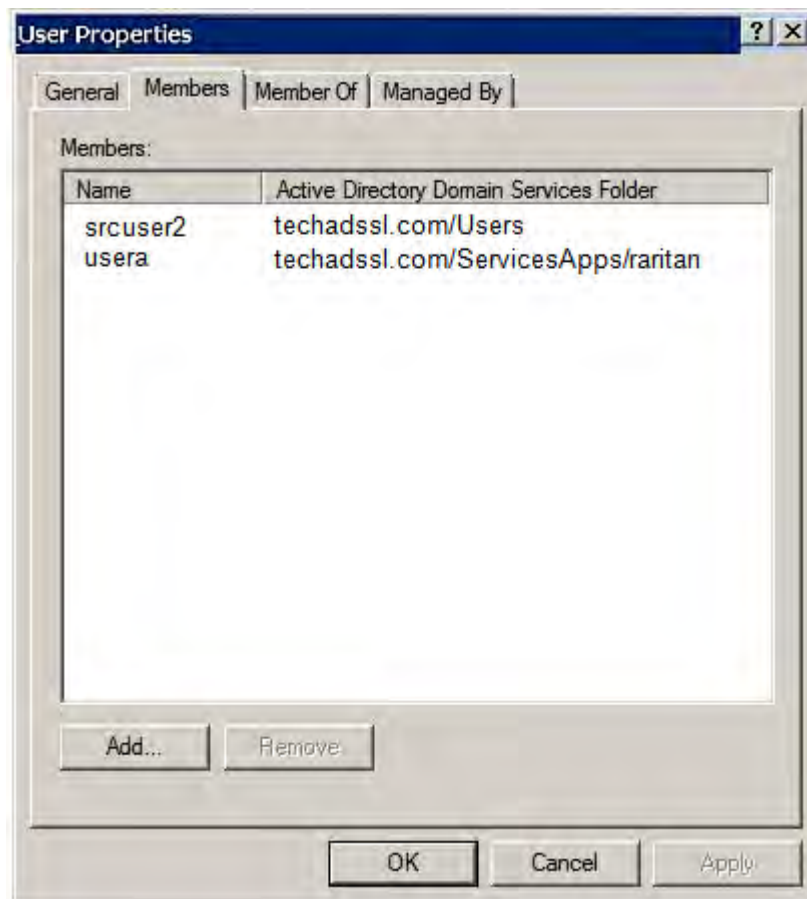 User Properties
General Members Member Of Managed By
Members:
Name Active Directory Domain Services Folder
srcuser2 techadssl.com/Users
usera techadssl.com/ServicesApps/raritan
Add... Remove
OK Cancel Apply